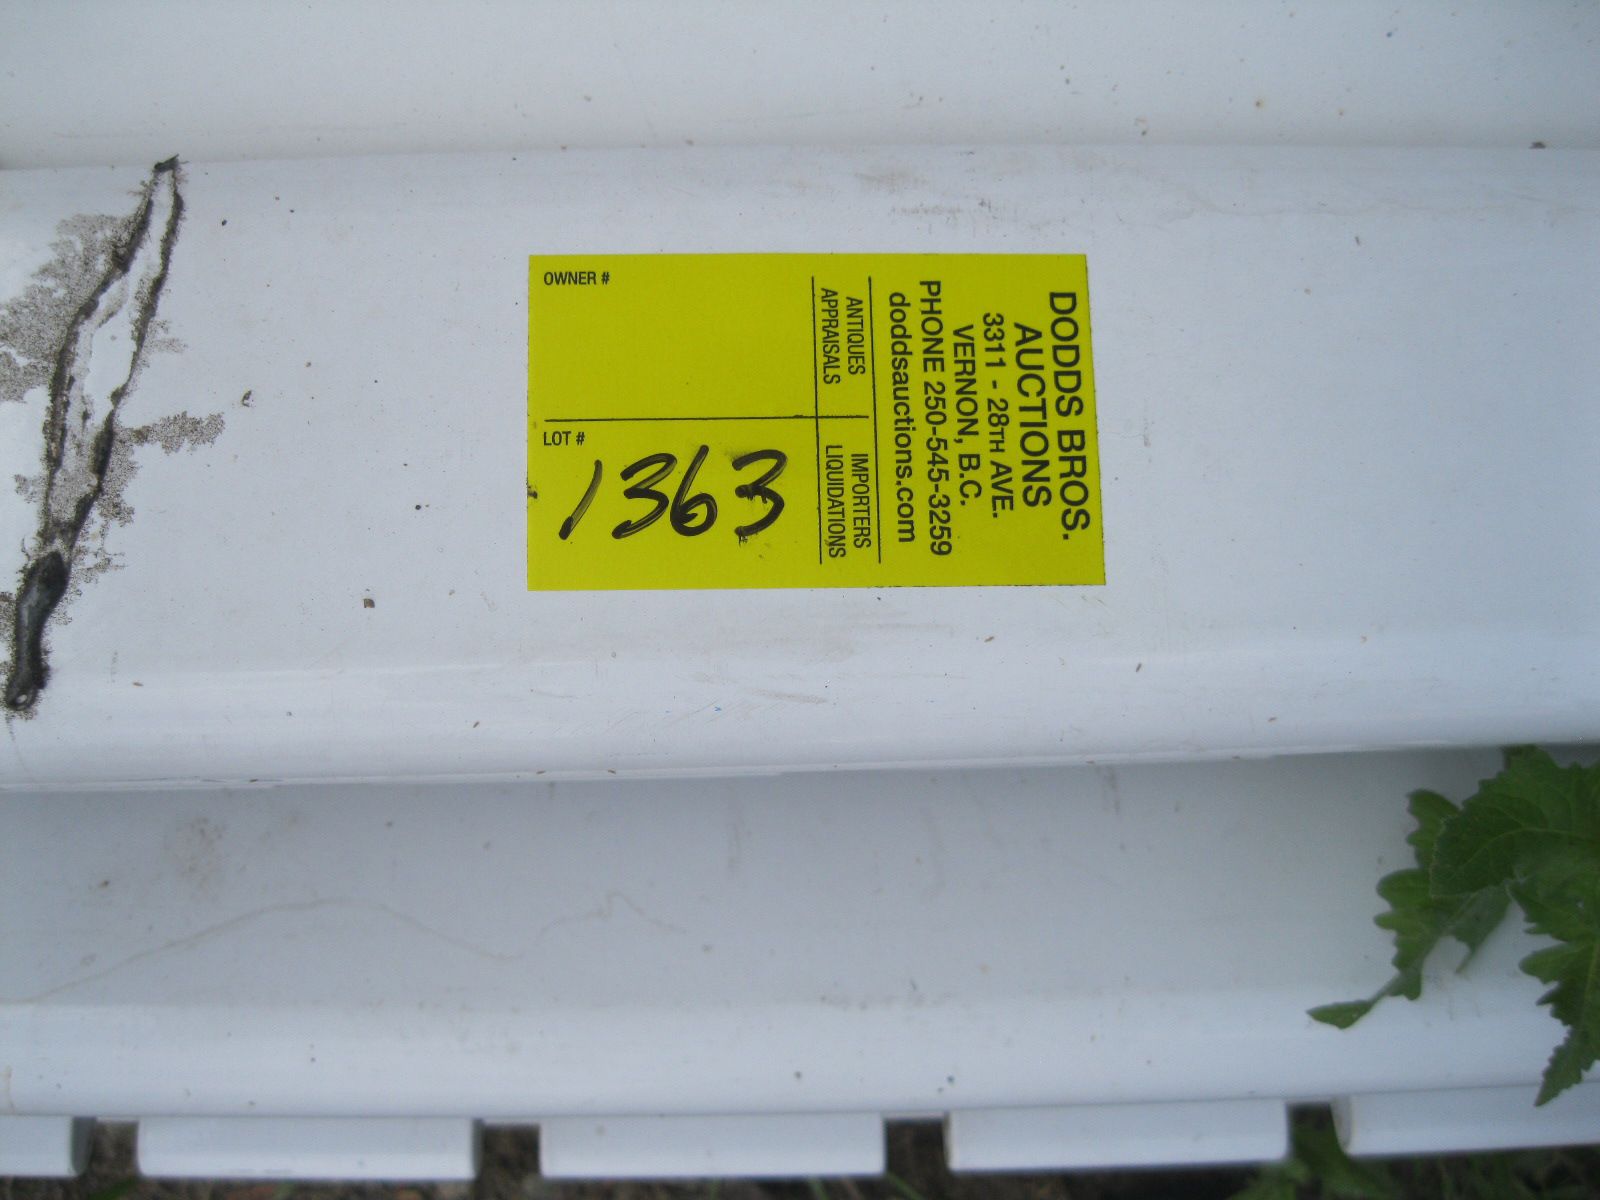 DODDS BROS.
AUCTIONS
3311 - 28TH AVE.
VERNON, B.C.
PHONE 250-545-3259
doddsauctions.com
ANTIQUES
APPRAISALS
IMPORTERS
LIQUIDATIONS
OWNER #
LOT #
1363